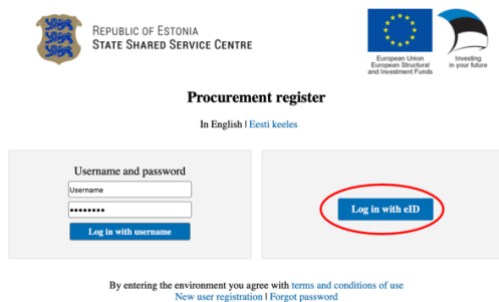 REPUBLIC OF ESTONIA
STATE SHARED SERVICE CENTRE
European Union
European Structural
and Investment Funds
Investing
in your future
Procurement register
In English | Eesti keeles
Username and password
Username
••••••••
Log in with username
Log in with eID
By entering the environment you agree with terms and conditions of use
New user registration | Forgot password